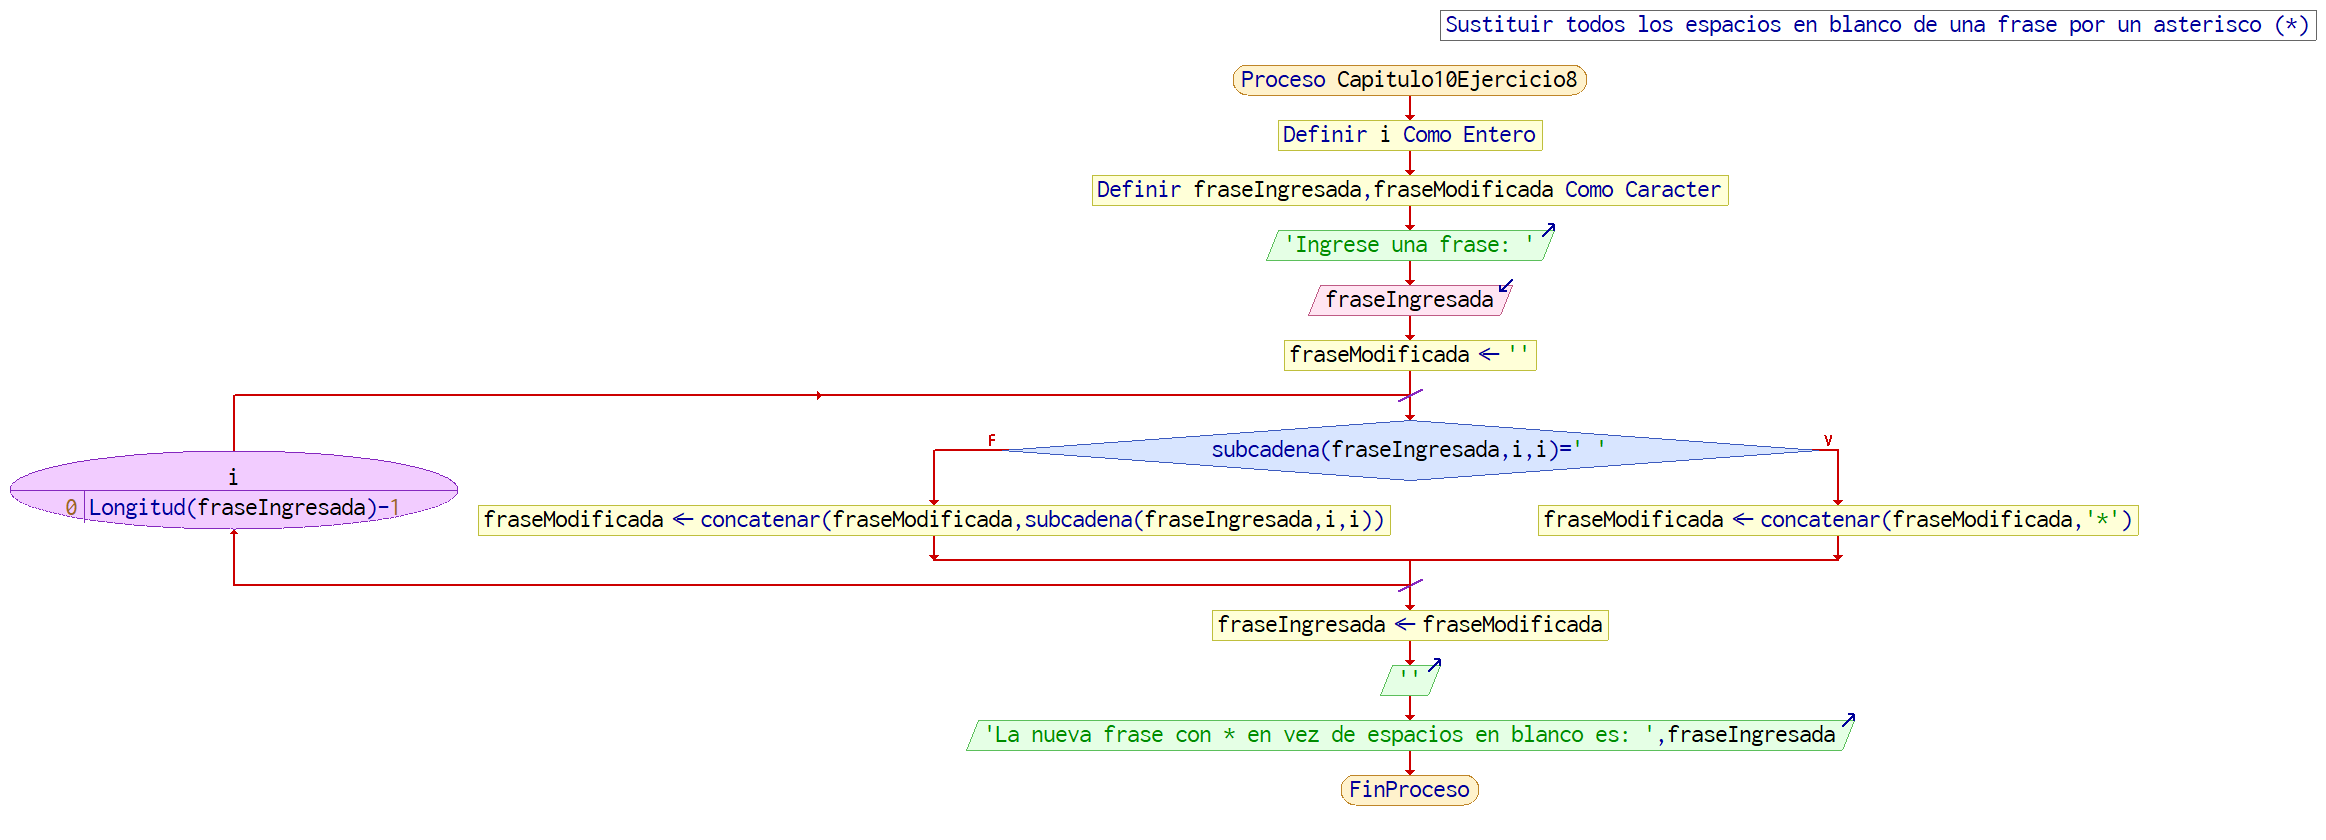 Sustituir todos los espacios en blanco de una frase por un asterisco (*)
Proceso Capitulo10Ejercicio8
Definir i Como Entero
Definir fraseIngresada,fraseModificada Como Caracter
'Ingrese una frase: '
fraseIngresada
fraseModificada ← ''
F
V
subcadena(fraseIngresada,i,i)=' '
i
0 Longitud(fraseIngresada)-1
fraseModificada ← concatenar(fraseModificada,subcadena(fraseIngresada,i,i))
fraseModificada ← concatenar(fraseModificada,'*')
fraseIngresada ← fraseModificada
''
'La nueva frase con * en vez de espacios en blanco es: ',fraseIngresada
FinProceso